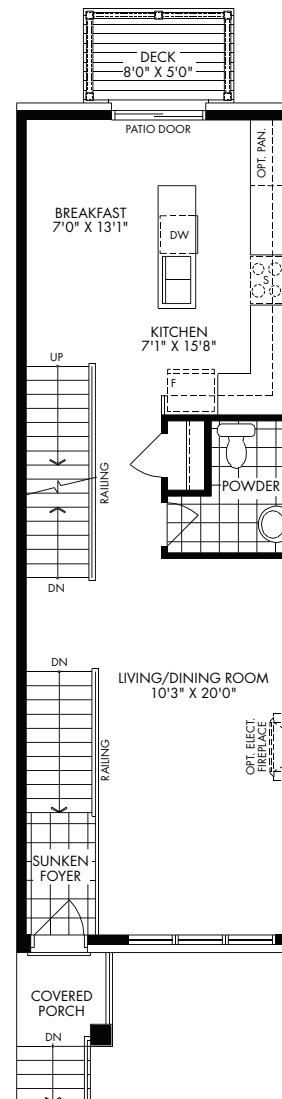 DECK
8'0" X 5'0"
PATIO DOOR
OPT. PAN.
BREAKFAST
7'0" X 13'1"
DW
S
KITCHEN
7'1" X 15'8"
UP
F
RAILING
POWDER
DN
DN
LIVING/DINING ROOM
10'3" X 20'0"
RAILING
OPT. ELECT.
FIREPLACE
SUNKEN
FOYER
COVERED
PORCH
DN